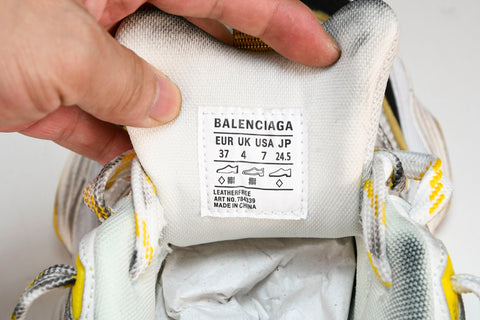 BALENCIAGA
EUR UK USA JP
37 4 7 24.5
LEATHERFREE
ART NO. 784339
MADE IN CHINA